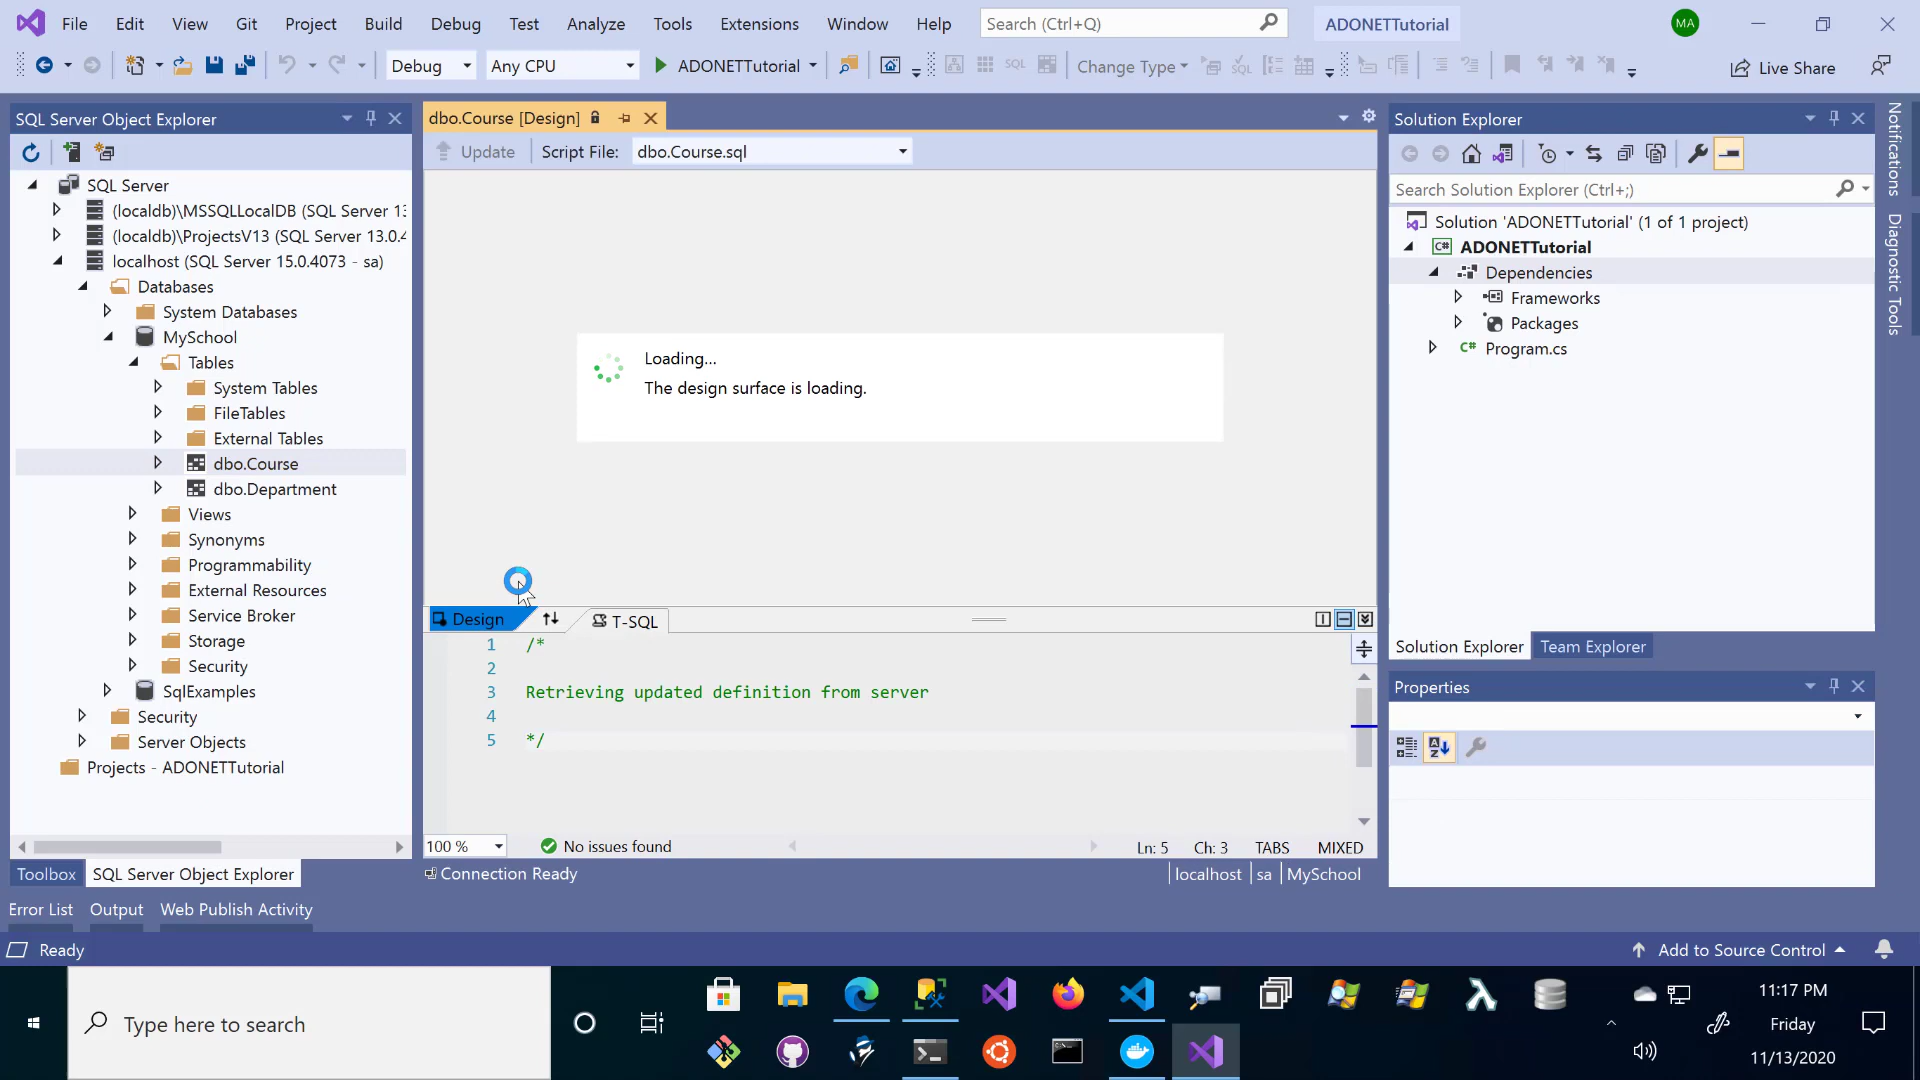 File Edit View Git Project Build Debug Test Analyze Tools Extensions Window Help Search (Ctrl+Q) ADONETTutorial MA
Debug Any CPU ADONETTutorial SQL Change Type SQL Live Share
SQL Server Object Explorer
SQL Server
(localdb)\MSSQLLocalDB (SQL Server 13
(localdb)\ProjectsV13 (SQL Server 13.0.4
localhost (SQL Server 15.0.4073 - sa)
Databases
System Databases
MySchool
Tables
System Tables
FileTables
External Tables
dbo.Course
dbo.Department
Views
Synonyms
Programmability
External Resources
Service Broker
Storage
Security
SqlExamples
Security
Server Objects
Projects - ADONETTutorial
Toolbox SQL Server Object Explorer
dbo.Course [Design]
Update Script File: dbo.Course.sql
Loading...
The design surface is loading.
Design T-SQL
1 /*
2
3 Retrieving updated definition from server
4
5 */
100 % No issues found Ln: 5 Ch: 3 TABS MIXED
Connection Ready localhost sa MySchool
Solution Explorer
Search Solution Explorer (Ctrl+;)
Solution 'ADONETTutorial' (1 of 1 project)
C# ADONETTutorial
Dependencies
Frameworks
Packages
C# Program.cs
Solution Explorer Team Explorer
Properties
Notifications
Diagnostic Tools
Error List Output Web Publish Activity
Ready Add to Source Control
Type here to search
11:17 PM
Friday
11/13/2020